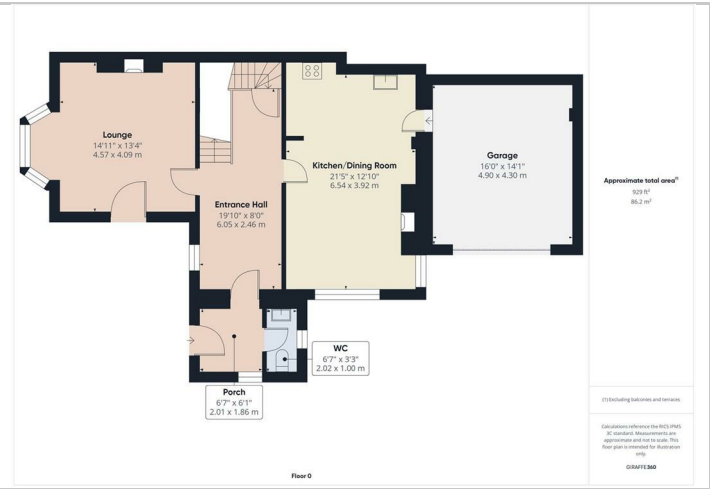 Lounge
14'11" x 13'4"
4.57 x 4.09 m
Entrance Hall
19'10" x 8'0"
6.05 x 2.46 m
Kitchen/Dining Room
21'5" x 12'10"
6.54 x 3.92 m
Garage
16'0" x 14'1"
4.90 x 4.30 m
WC
6'7" x 3'3"
2.02 x 1.00 m
Porch
6'7" x 6'1"
2.01 x 1.86 m
Floor 0
Approximate total area⁽¹⁾
929 ft²
86.2 m²
(1) Excluding balconies and terraces
Calculations reference the RICS IPMS
3C standard. Measurements are
approximate and not to scale. This
floor plan is intended for illustration
only.
GIRAFFE360